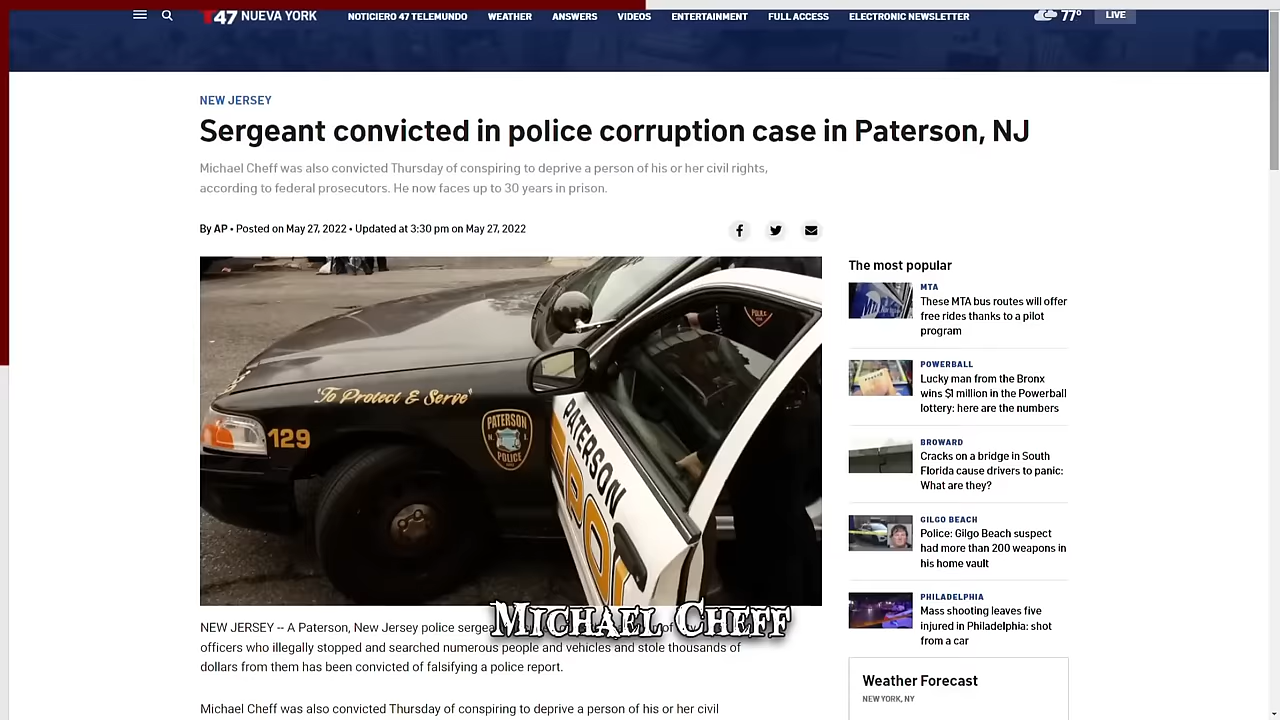 T47 NUEVA YORK
NOTICIERO 47 TELEMUNDO
WEATHER
ANSWERS
VIDEOS
ENTERTAINMENT
FULL ACCESS
ELECTRONIC NEWSLETTER
77°
LIVE
NEW JERSEY
Sergeant convicted in police corruption case in Paterson, NJ
Michael Cheff was also convicted Thursday of conspiring to deprive a person of his or her civil rights,
according to federal prosecutors. He now faces up to 30 years in prison.
By AP • Posted on May 27, 2022 • Updated at 3:30 pm on May 27, 2022
"To Protect & Serve"
129
PATERSON
N.J.
POLICE
PATERSON
PO
POLICE
MICHAEL CHEFF
NEW JERSEY -- A Paterson, New Jersey police serge of
officers who illegally stopped and searched numerous people and vehicles and stole thousands of
dollars from them has been convicted of falsifying a police report.
Michael Cheff was also convicted Thursday of conspiring to deprive a person of his or her civil
The most popular
MTA
These MTA bus routes will offer
free rides thanks to a pilot
program
POWERBALL
Lucky man from the Bronx
wins $1 million in the Powerball
lottery: here are the numbers
BROWARD
Cracks on a bridge in South
Florida cause drivers to panic:
What are they?
GILGO BEACH
Police: Gilgo Beach suspect
had more than 200 weapons in
his home vault
PHILADELPHIA
Mass shooting leaves five
injured in Philadelphia: shot
from a car
Weather Forecast
NEW YORK, NY